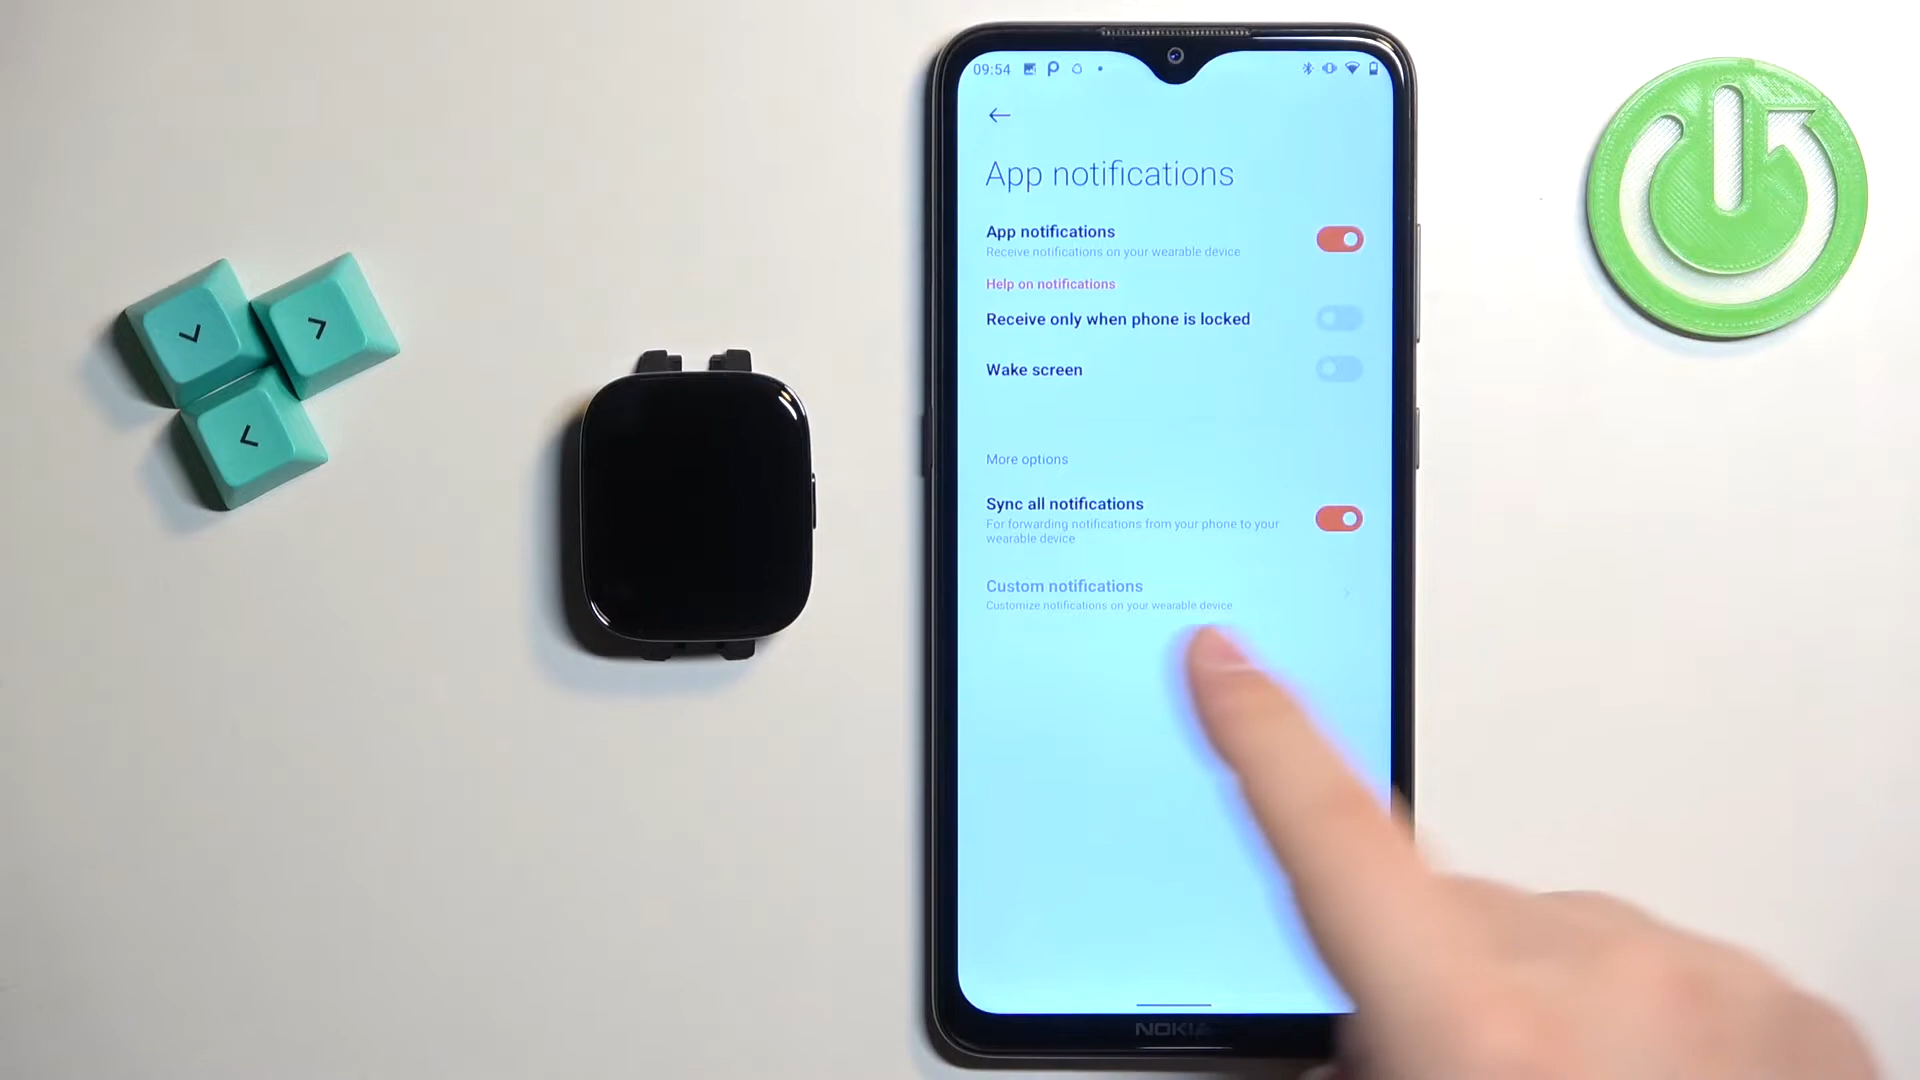 09:54
App notifications
App notifications
Receive notifications on your wearable device
Help on notifications
Receive only when phone is locked
Wake screen
More options
Sync all notifications
For forwarding notifications from your phone to your
wearable device
Custom notifications
Customize notifications on your wearable device
NOKIA